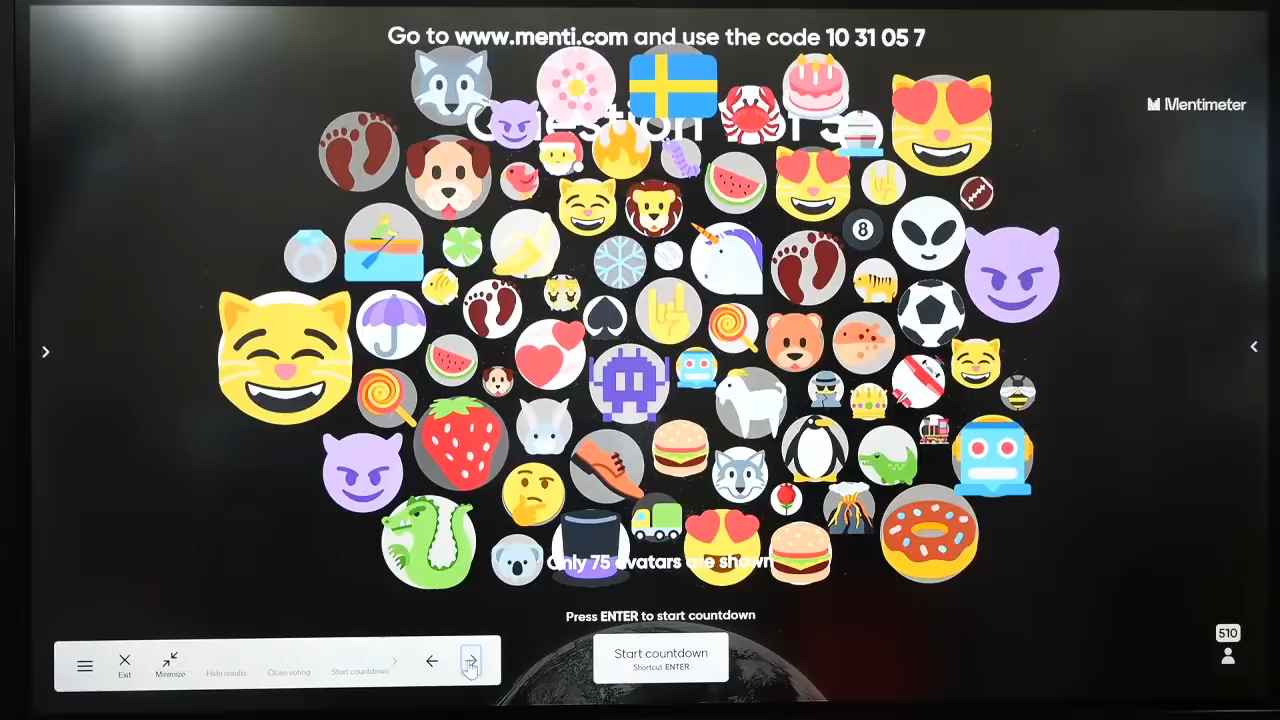 Go to www.menti.com and use the code 10 31 05 7
Mentimeter
8
Only 75 avatars are shown
Press ENTER to start countdown
Start countdown
Shortcut ENTER
Exit
Minimize
Hide results
Close voting
Start countdown
510